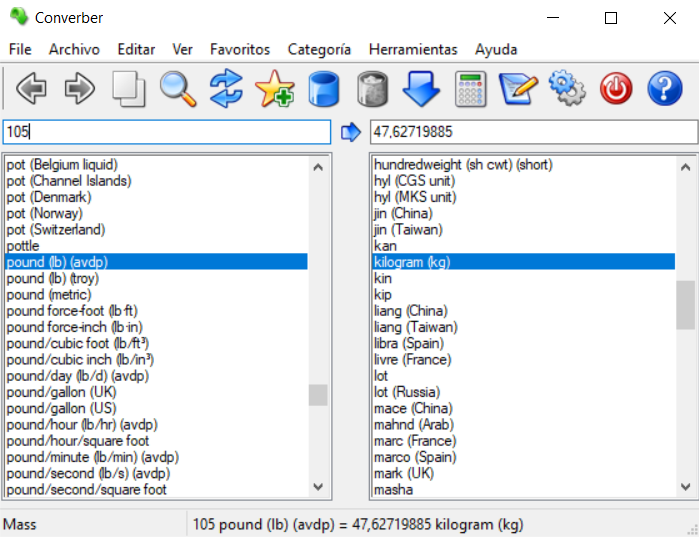 Converber
File Archivo Editar Ver Favoritos Categoría Herramientas Ayuda
105
47,62719885
pot (Belgium liquid)
pot (Channel Islands)
pot (Denmark)
pot (Norway)
pot (Switzerland)
pottle
pound (lb) (avdp)
pound (lb) (troy)
pound (metric)
pound force-foot (lb·ft)
pound force-inch (lb·in)
pound/cubic foot (lb/ft³)
pound/cubic inch (lb/in³)
pound/day (lb/d) (avdp)
pound/gallon (UK)
pound/gallon (US)
pound/hour (lb/hr) (avdp)
pound/hour/square foot
pound/minute (lb/min) (avdp)
pound/second (lb/s) (avdp)
pound/second/square foot
hundredweight (sh cwt) (short)
hyl (CGS unit)
hyl (MKS unit)
jin (China)
jin (Taiwan)
kan
kilogram (kg)
kin
kip
liang (China)
liang (Taiwan)
libra (Spain)
livre (France)
lot
lot (Russia)
mace (China)
mahnd (Arab)
marc (France)
marco (Spain)
mark (UK)
masha
Mass
105 pound (lb) (avdp) = 47,62719885 kilogram (kg)